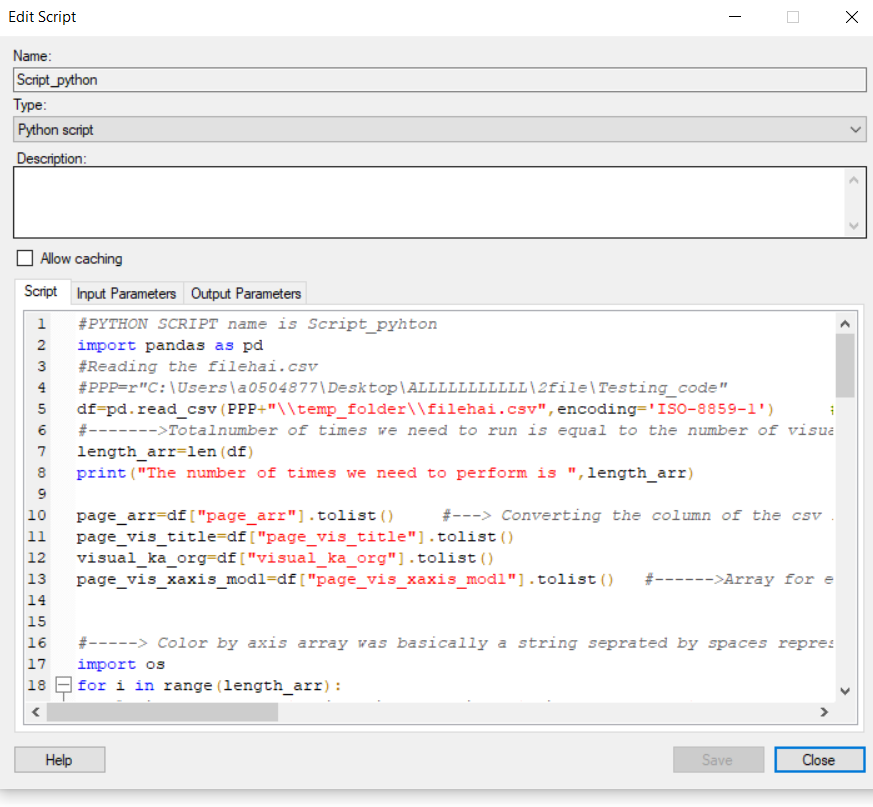 Edit Script
Name:
Script_python
Type:
Python script
Description:
Allow caching
Script Input Parameters Output Parameters
1 #PYTHON SCRIPT name is Script_pyhton
2 import pandas as pd
3 #Reading the filehai.csv
4 #PPP=r"C:\Users\a0504877\Desktop\ALLLLLLLLLLL\2file\Testing_code"
5 df=pd.read_csv(PPP+"\\temp_folder\\filehai.csv",encoding='ISO-8859-1') #
6 #------->Totalnumber of times we need to run is equal to the number of visua
7 length_arr=len(df)
8 print("The number of times we need to perform is ",length_arr)
9
10 page_arr=df["page_arr"].tolist() #---> Converting the column of the csv
11 page_vis_title=df["page_vis_title"].tolist()
12 visual_ka_org=df["visual_ka_org"].tolist()
13 page_vis_xaxis_mod1=df["page_vis_xaxis_mod1"].tolist() #------>Array for e
14
15
16 #-----> Color by axis array was basically a string seprated by spaces repres
17 import os
18 for i in range(length_arr):
Help Save Close